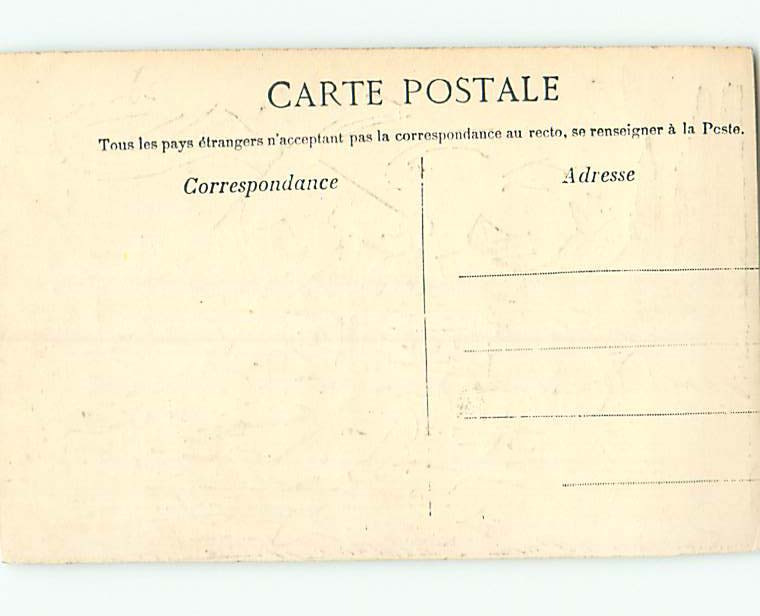 CARTE POSTALE
Tous les pays étrangers n'acceptant pas la correspondance au recto, se renseigner à la Poste.
Correspondance
Adresse